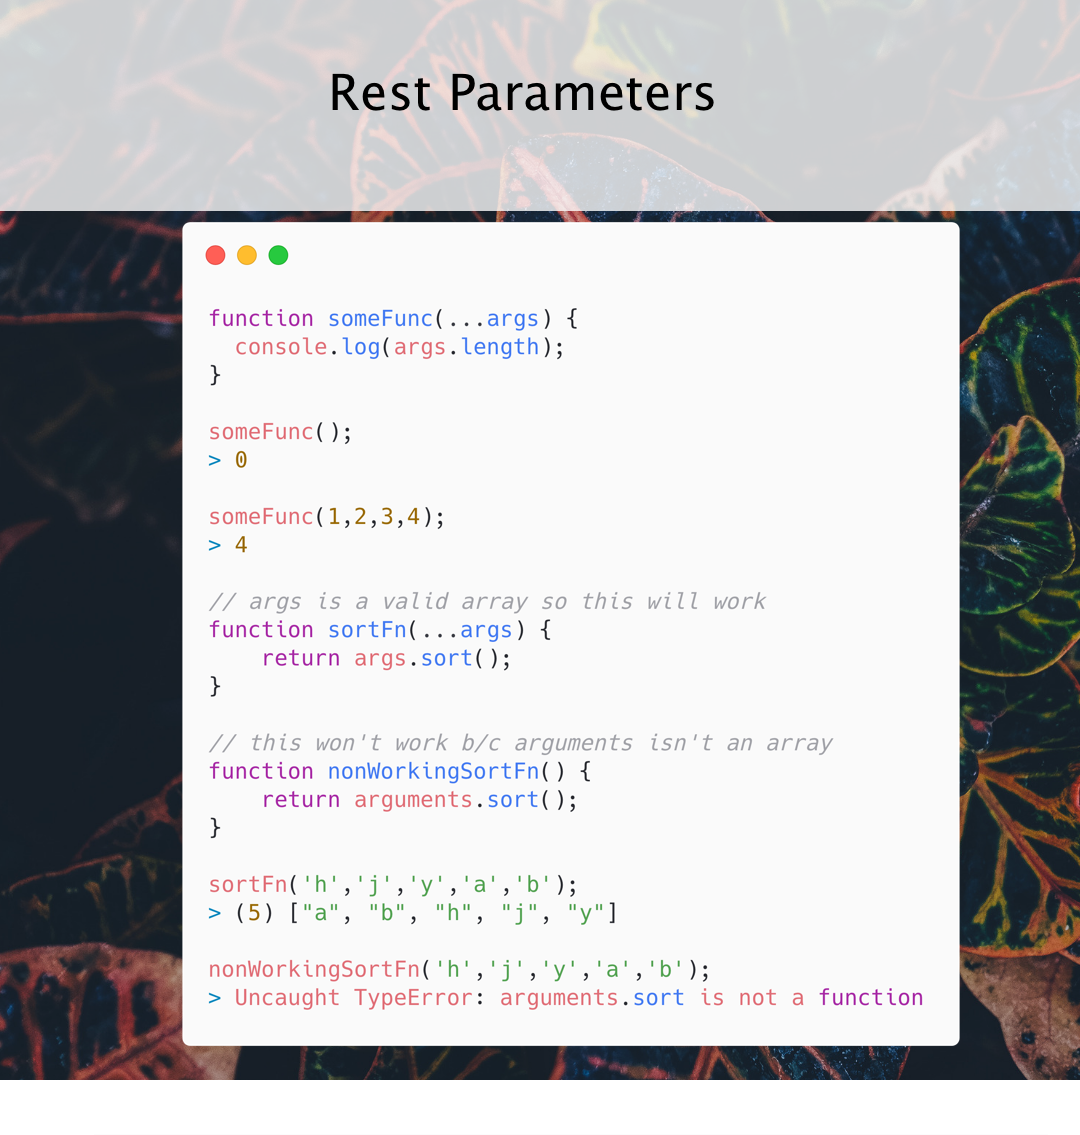 Rest Parameters
function someFunc(...args) {
  console.log(args.length);
}
someFunc();
> 0
someFunc(1,2,3,4);
> 4
// args is a valid array so this will work
function sortFn(...args) {
    return args.sort();
}
// this won't work b/c arguments isn't an array
function nonWorkingSortFn() {
    return arguments.sort();
}
sortFn('h','j','y','a','b');
> (5) ["a", "b", "h", "j", "y"]
nonWorkingSortFn('h','j','y','a','b');
> Uncaught TypeError: arguments.sort is not a function